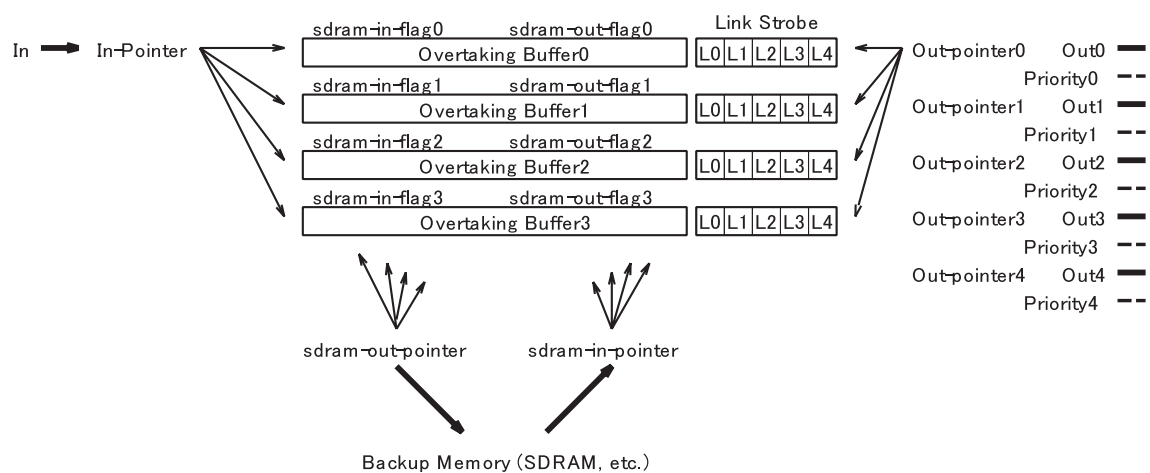 Link Strobe
sdram-in-flag0 sdram-out-flag0
In In-Pointer Overtaking Buffer0 L0 L1 L2 L3 L4 Out-pointer0 Out0
Priority0
sdram-in-flag1 sdram-out-flag1
Overtaking Buffer1 L0 L1 L2 L3 L4 Out-pointer1 Out1
Priority1
sdram-in-flag2 sdram-out-flag2
Overtaking Buffer2 L0 L1 L2 L3 L4 Out-pointer2 Out2
Priority2
sdram-in-flag3 sdram-out-flag3
Overtaking Buffer3 L0 L1 L2 L3 L4 Out-pointer3 Out3
Priority3
Out-pointer4 Out4
Priority4
sdram-out-pointer sdram-in-pointer
Backup Memory (SDRAM, etc.)